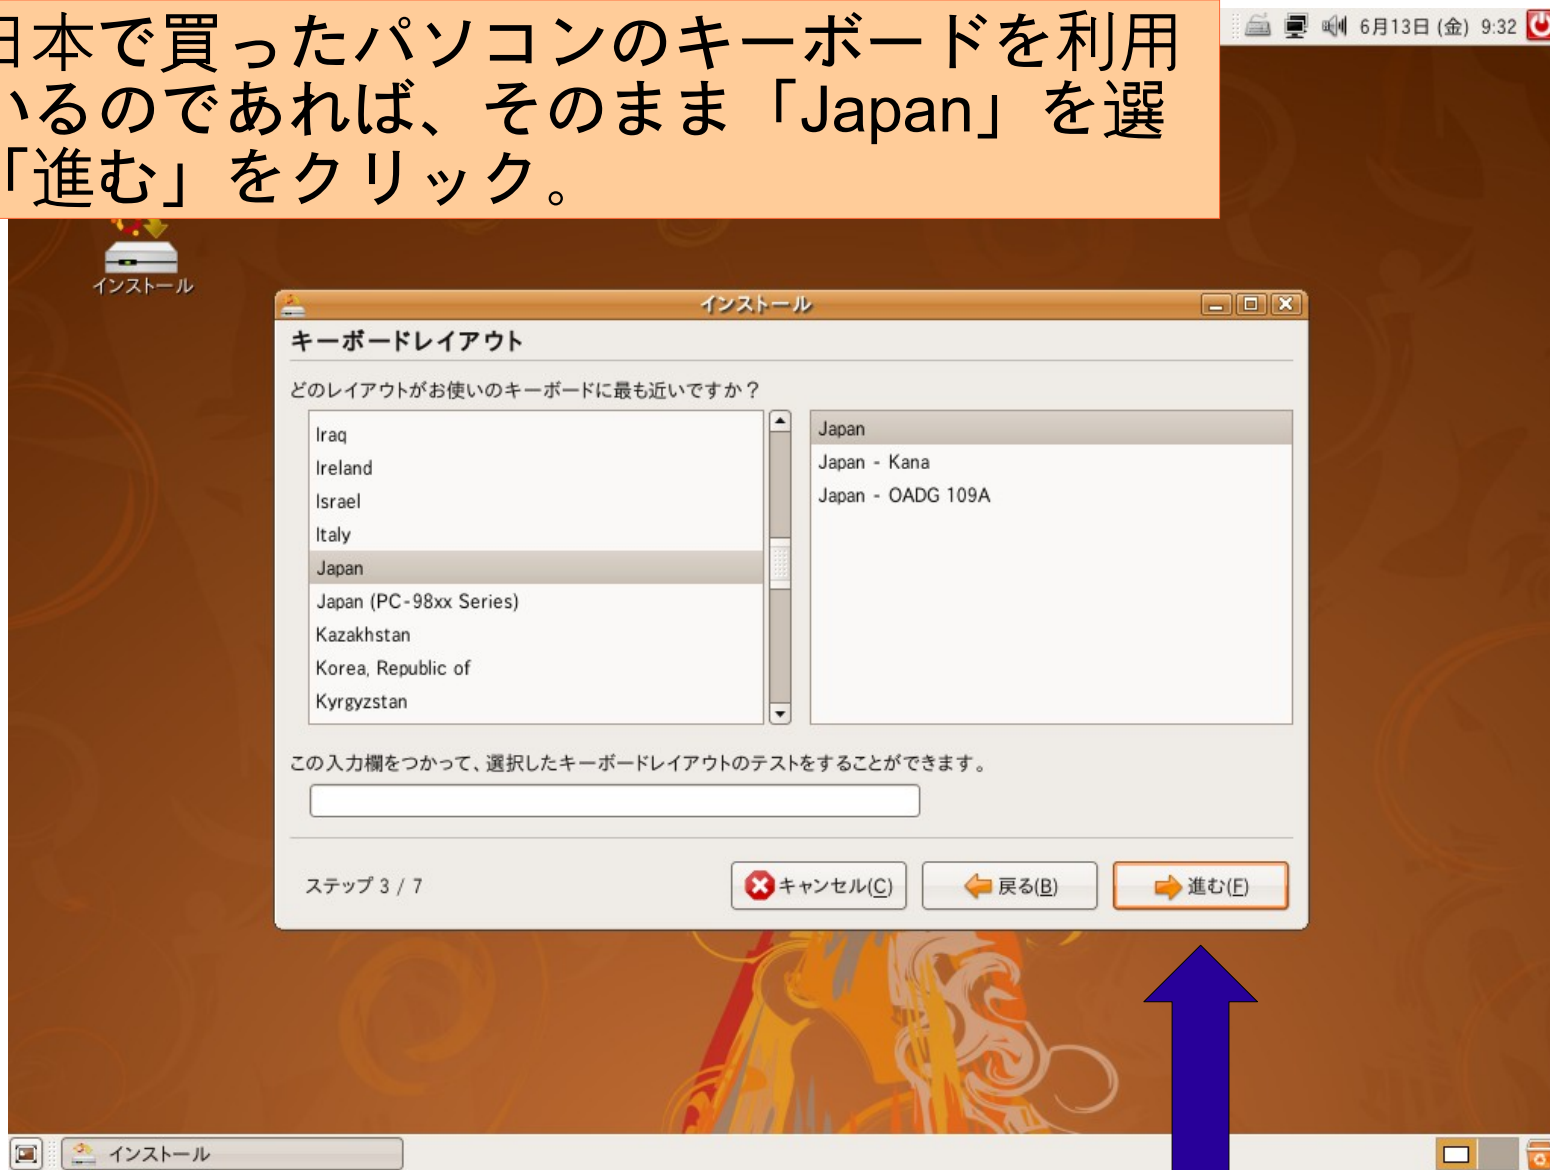 日本で買ったパソコンのキーボードを利用
いるのであれば、そのまま「Japan」を選
「進む」をクリック。
6月13日 (金) 9:32
インストール
インストール
キーボードレイアウト
どのレイアウトがお使いのキーボードに最も近いですか？
Iraq
Ireland
Israel
Italy
Japan
Japan (PC-98xx Series)
Kazakhstan
Korea, Republic of
Kyrgyzstan
Japan
Japan - Kana
Japan - OADG 109A
この入力欄をつかって、選択したキーボードレイアウトのテストをすることができます。
ステップ 3 / 7
キャンセル(C)
戻る(B)
進む(F)
インストール